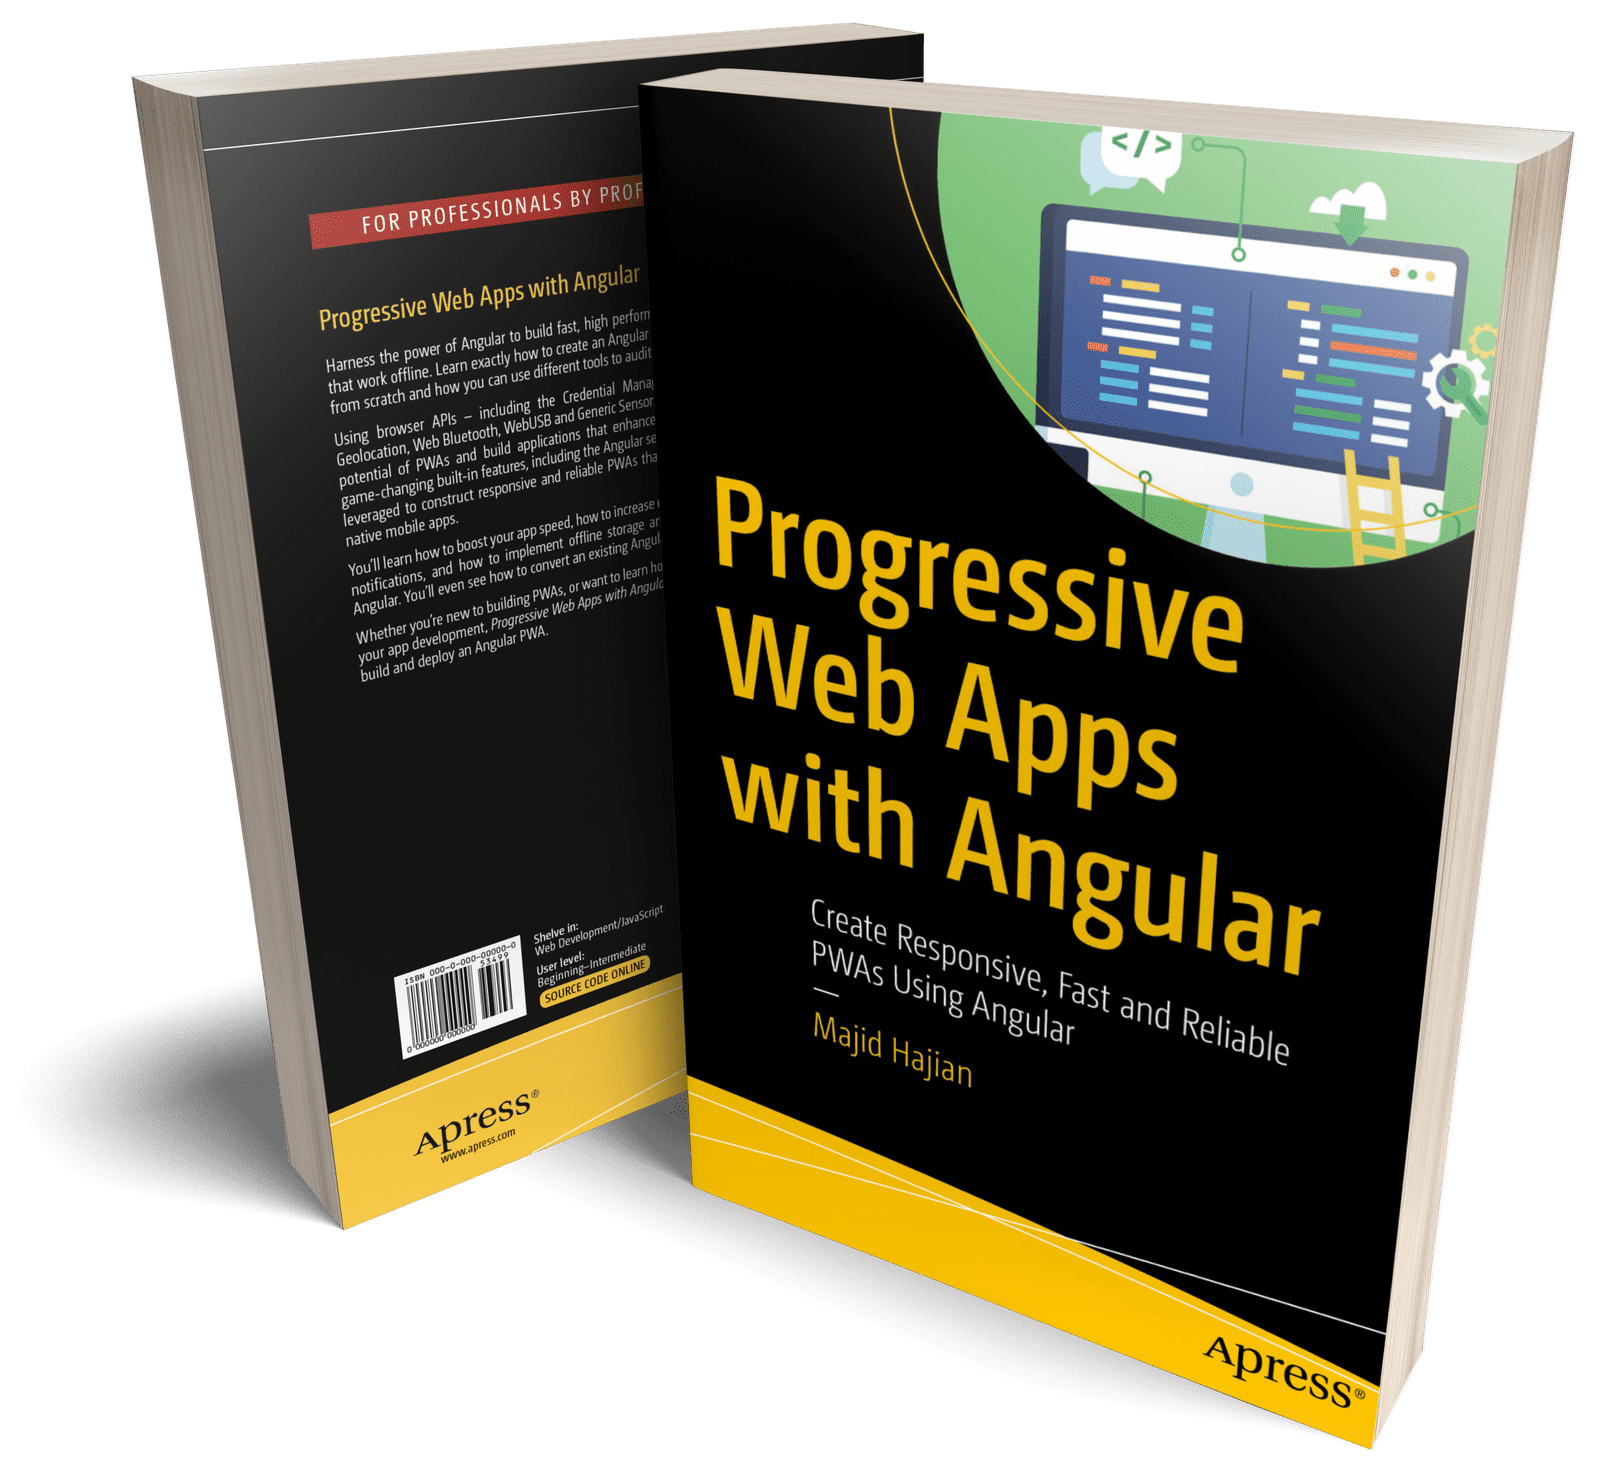 FOR PROFESSIONALS BY PROF
Progressive Web Apps with Angular
Harness the power of Angular to build fast, high perform
that work offline. Learn exactly how to create an Angular
from scratch and how you can use different tools to audit
Using browser APIs – including the Credential Manag
Geolocation, Web Bluetooth, WebUSB and Generic Sensor
potential of PWAs and build applications that enhance
game-changing built-in features, including the Angular se
leveraged to construct responsive and reliable PWAs tha
native mobile apps.
You'll learn how to boost your app speed, how to increase
notifications, and how to implement offline storage an
Angular. You'll even see how to convert an existing Angula
Whether you're new to building PWAs, or want to learn ho
your app development, Progressive Web Apps with Angula
build and deploy an Angular PWA.
ISBN 000-0-000-00000-0
53499
0 000000 000000
Shelve in:
Web Development/JavaScript
User level:
Beginning–Intermediate
SOURCE CODE ONLINE
Apress®
www.apress.com
</>
Progressive
Web Apps
with Angular
Create Responsive, Fast and Reliable
PWAs Using Angular
—
Majid Hajian
Apress®